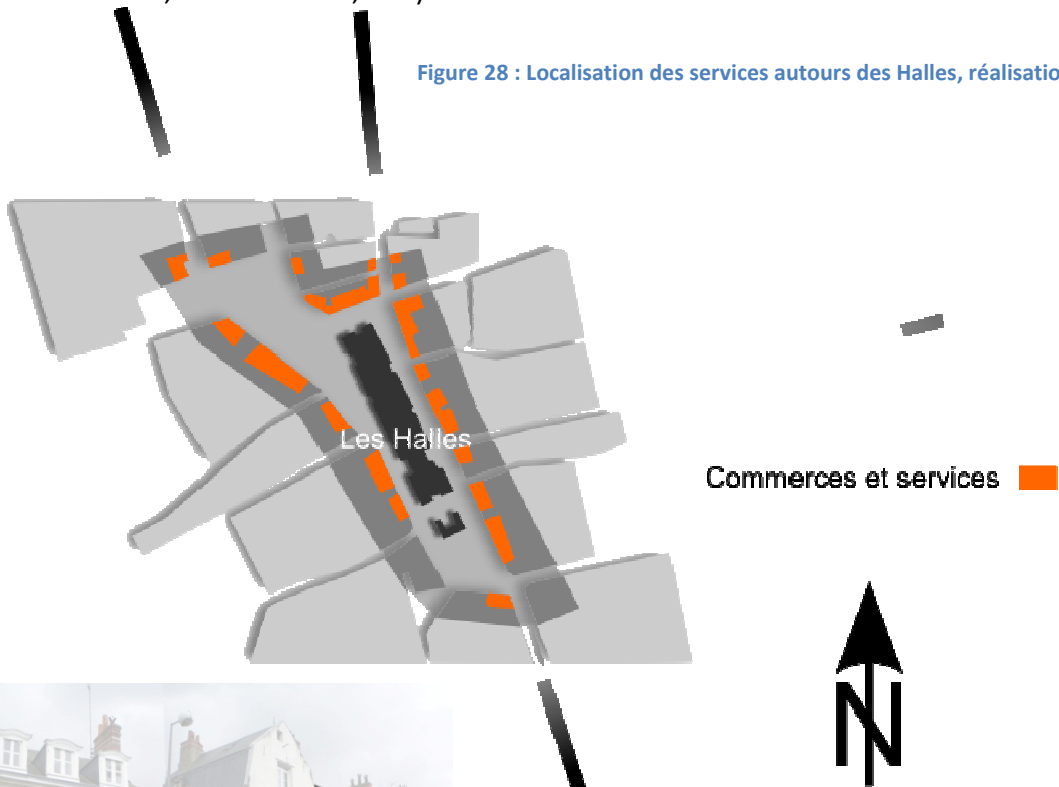 Figure 28 : Localisation des services autours des Halles, réalisatio
Les Halles
Commerces et services
N